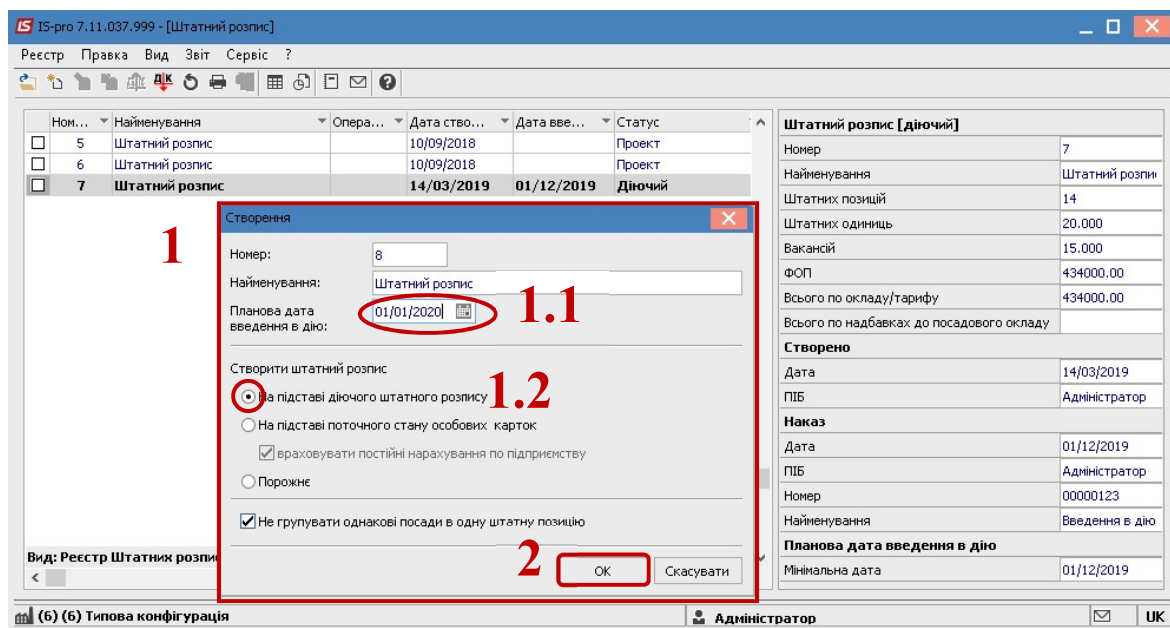 IS-pro 7.11.037.999 - [Штатний розпис]
Реєстр Правка Вид Звіт Сервіс ?
Ном... Найменування Опера... Дата ство... Дата вве... Статус
5 Штатний розпис 10/09/2018 Проект
6 Штатний розпис 10/09/2018 Проект
7 Штатний розпис 14/03/2019 01/12/2019 Діючий
1
Створення
Номер: 8
Найменування: Штатний розпис
Планова дата
введення в дію: 01/01/2020
1.1
Створити штатний розпис
На підставі діючого штатного розпису
1.2
На підставі поточного стану особових карток
враховувати постійні нарахування по підприємству
Порожнє
Не групувати однакові посади в одну штатну позицію
2
ОК Скасувати
Вид: Реєстр Штатних розпи
Штатний розпис [діючий]
Номер 7
Найменування Штатний розпи
Штатних позицій 14
Штатних одиниць 20.000
Вакансій 15.000
ФОП 434000.00
Всього по окладу/тарифу 434000.00
Всього по надбавках до посадового окладу
Створено
Дата 14/03/2019
ПІБ Адміністратор
Наказ
Дата 01/12/2019
ПІБ Адміністратор
Номер 00000123
Найменування Введення в дію
Планова дата введення в дію
Мінімальна дата 01/12/2019
(6) (6) Типова конфігурація Адміністратор UK